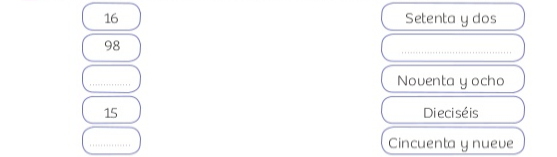 16
Setenta y dos
98
....................................
...............
Noventa y ocho
15
Dieciséis
...............
Cincuenta y nueve